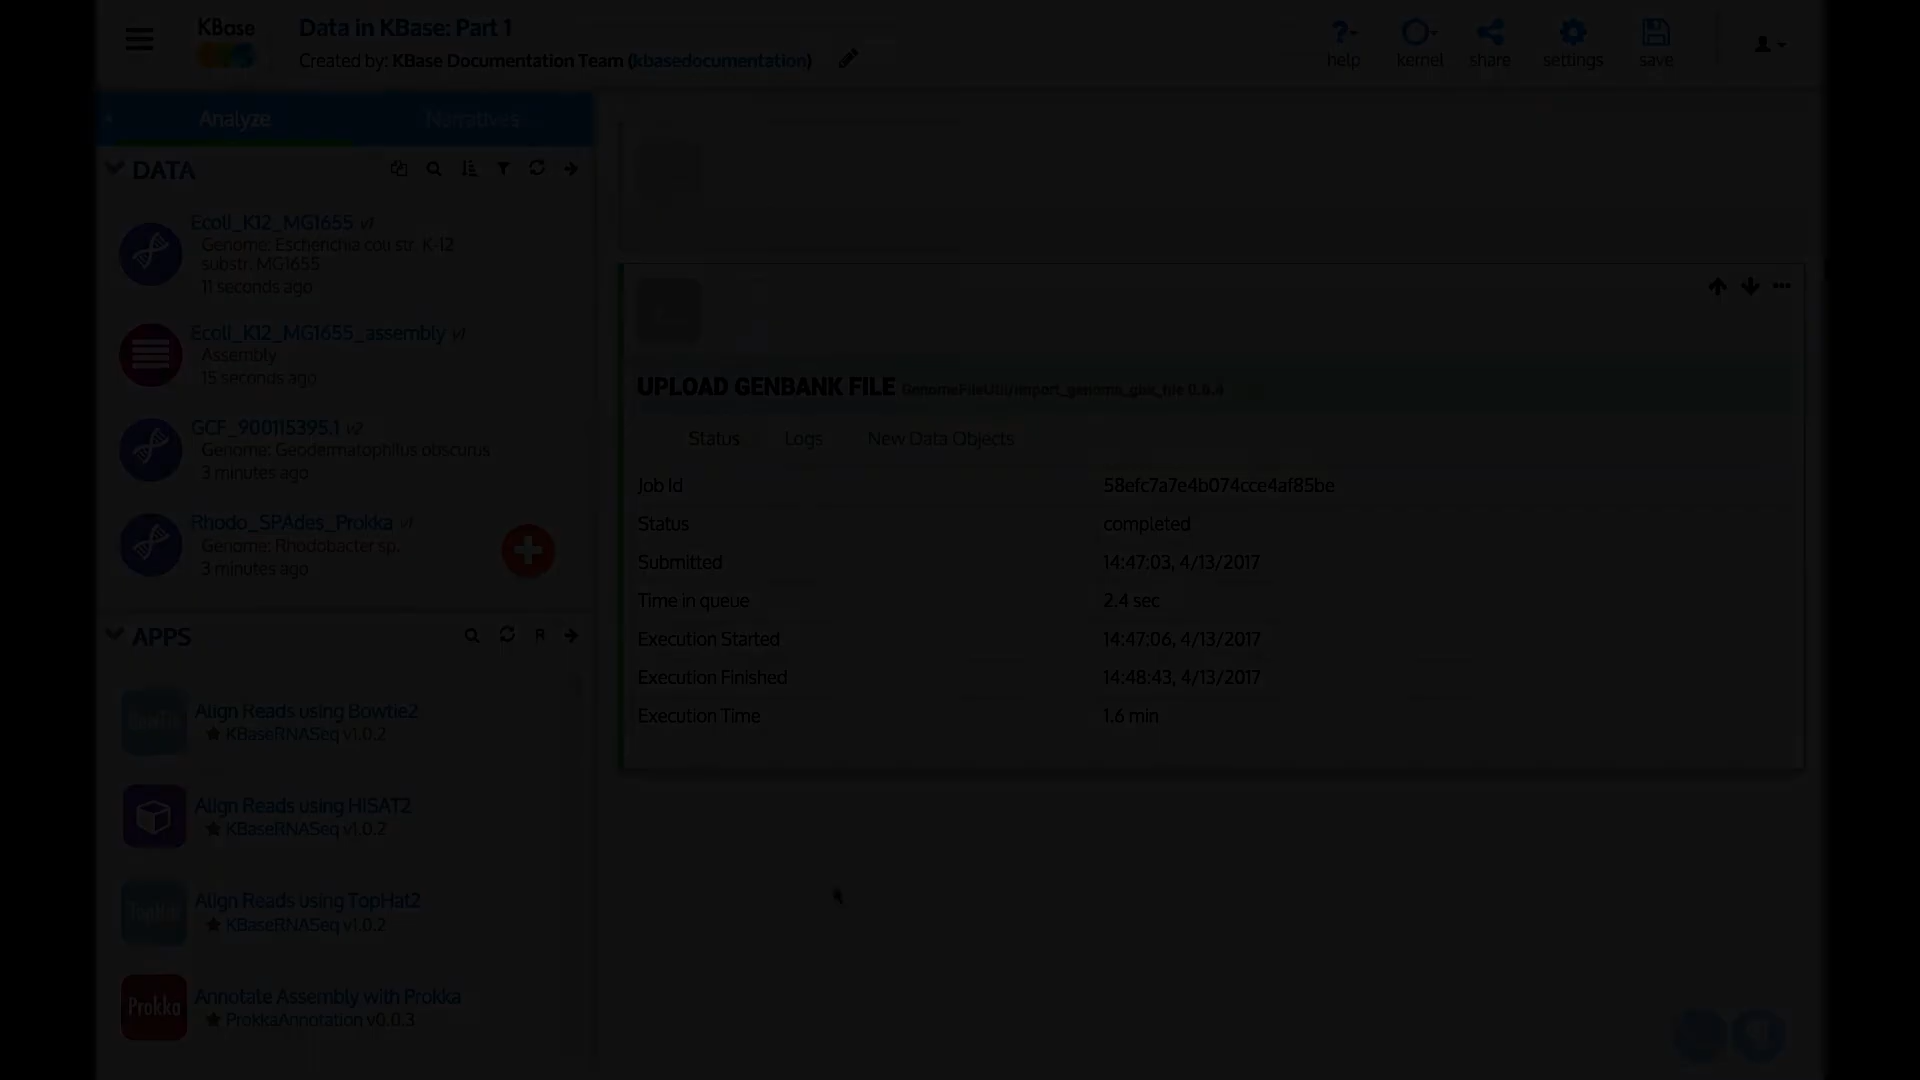 KBase
Data in KBase: Part 1
Created by: KBase Documentation Team (kbasedocumentation)
help
kernel
share
settings
save
Analyze
Narratives
DATA
Ecoli_K12_MG1655 v1
Genome: Escherichia coli str. K-12
substr. MG1655
11 seconds ago
Ecoli_K12_MG1655_assembly v1
Assembly
15 seconds ago
GCF_900115395.1 v2
Genome: Geodermatophilus obscurus
3 minutes ago
Rhodo_SPAdes_Prokka v1
Genome: Rhodobacter sp.
3 minutes ago
APPS
R
Align Reads using Bowtie2
KBaseRNASeq v1.0.2
Align Reads using HISAT2
KBaseRNASeq v1.0.2
TopHat
Align Reads using TopHat2
KBaseRNASeq v1.0.2
Prokka
Annotate Assembly with Prokka
ProkkaAnnotation v0.0.3
UPLOAD GENBANK FILE GenomeFileUtil/import_genome_gbk_file
Status
Logs
New Data Objects
Job Id 58efc7a7e4b074cce4af85be
Status completed
Submitted 14:47:03, 4/13/2017
Time in queue 2.4 sec
Execution Started 14:47:06, 4/13/2017
Execution Finished 14:48:43, 4/13/2017
Execution Time 1.6 min